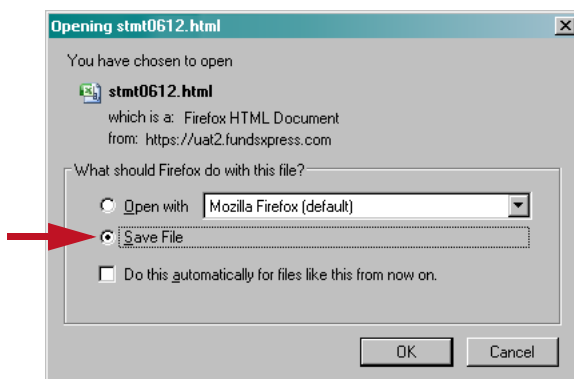 Opening stmt0612.html
You have chosen to open
stmt0612.html
which is a: Firefox HTML Document
from: https://uat2.fundsxpress.com
What should Firefox do with this file?
Open with Mozilla Firefox (default)
Save File
Do this automatically for files like this from now on.
OK Cancel